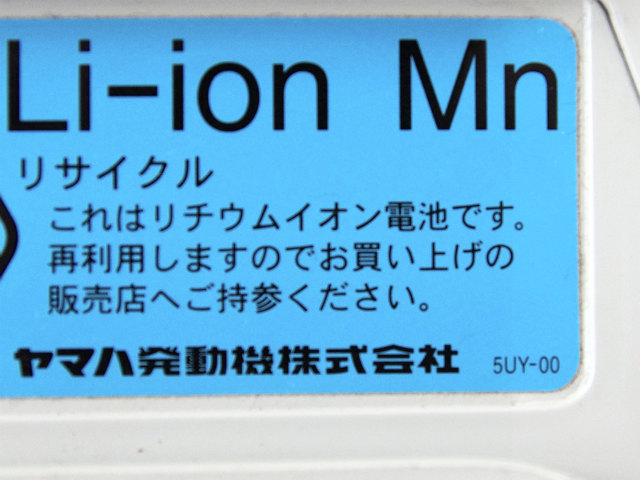 Li-ion Mn
リサイクル
これはリチウムイオン電池です。
再利用しますのでお買い上げの
販売店へご持参ください。
ヤマハ発動機株式会社 5UY-00